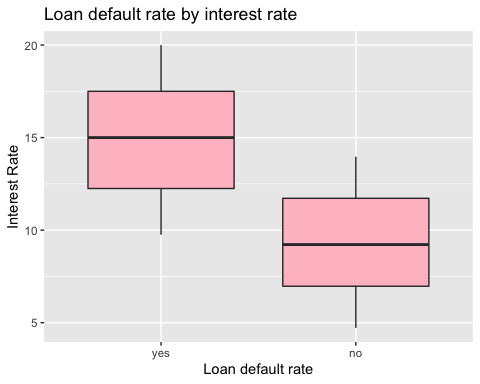 Loan default rate by interest rate
Interest Rate
20
15
10
5
yes
no
Loan default rate